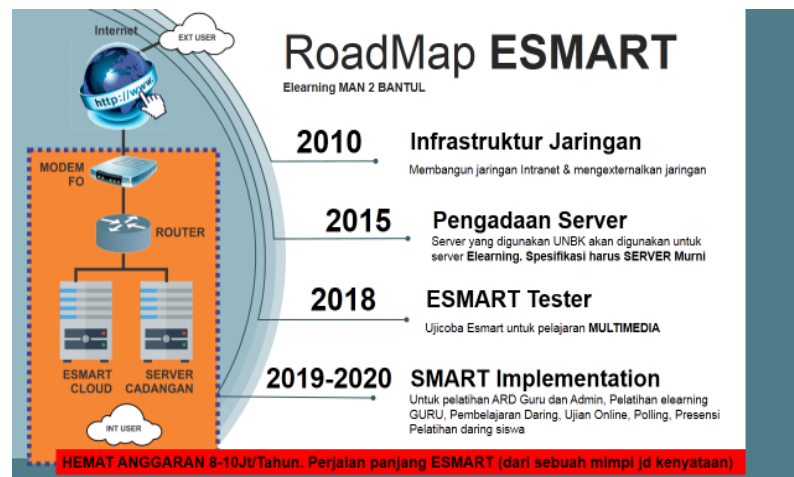 Internet
EXT USER
http://www.
MODEM
FO
ROUTER
ESMART
CLOUD
SERVER
CADANGAN
INT USER
RoadMap ESMART
Elearning MAN 2 BANTUL
2010
Infrastruktur Jaringan
Membangun jaringan Intranet & mengexternalkan jaringan
2015
Pengadaan Server
Server yang digunakan UNBK akan digunakan untuk
server Elearning. Spesifikasi harus SERVER Murni
2018
ESMART Tester
Ujicoba Esmart untuk pelajaran MULTIMEDIA
2019-2020
SMART Implementation
Untuk pelatihan ARD Guru dan Admin, Pelatihan elearning
GURU, Pembelajaran Daring, Ujian Online, Polling, Presensi
Pelatihan daring siswa
HEMAT ANGGARAN 8-10Jt/Tahun. Perjalan panjang ESMART (dari sebuah mimpi jd kenyataan)